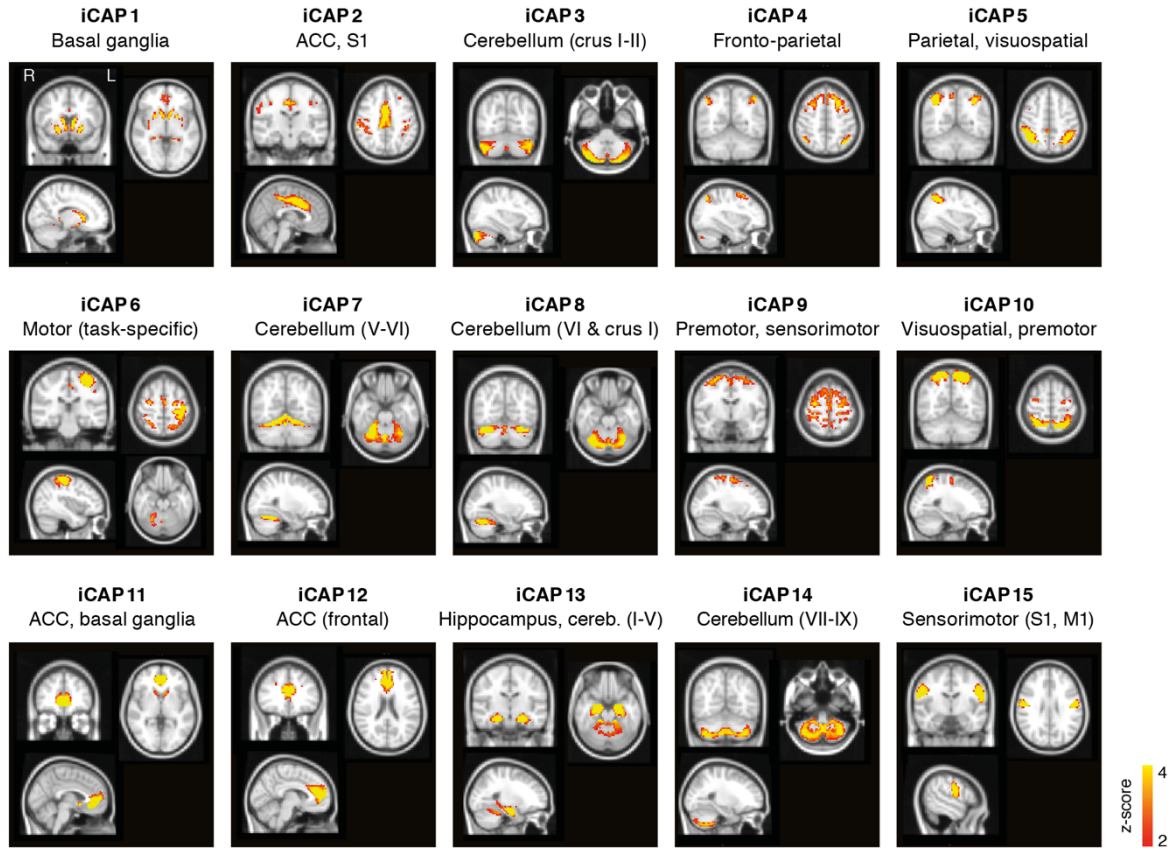 iCAP 1
Basal ganglia
iCAP 2
ACC, S1
iCAP 3
Cerebellum (crus I-II)
iCAP 4
Fronto-parietal
iCAP 5
Parietal, visuospatial
R
L
iCAP 6
Motor (task-specific)
iCAP 7
Cerebellum (V-VI)
iCAP 8
Cerebellum (VI & crus I)
iCAP 9
Premotor, sensorimotor
iCAP 10
Visuospatial, premotor
iCAP 11
ACC, basal ganglia
iCAP 12
ACC (frontal)
iCAP 13
Hippocampus, cereb. (I-V)
iCAP 14
Cerebellum (VII-IX)
iCAP 15
Sensorimotor (S1, M1)
z-score
4
2